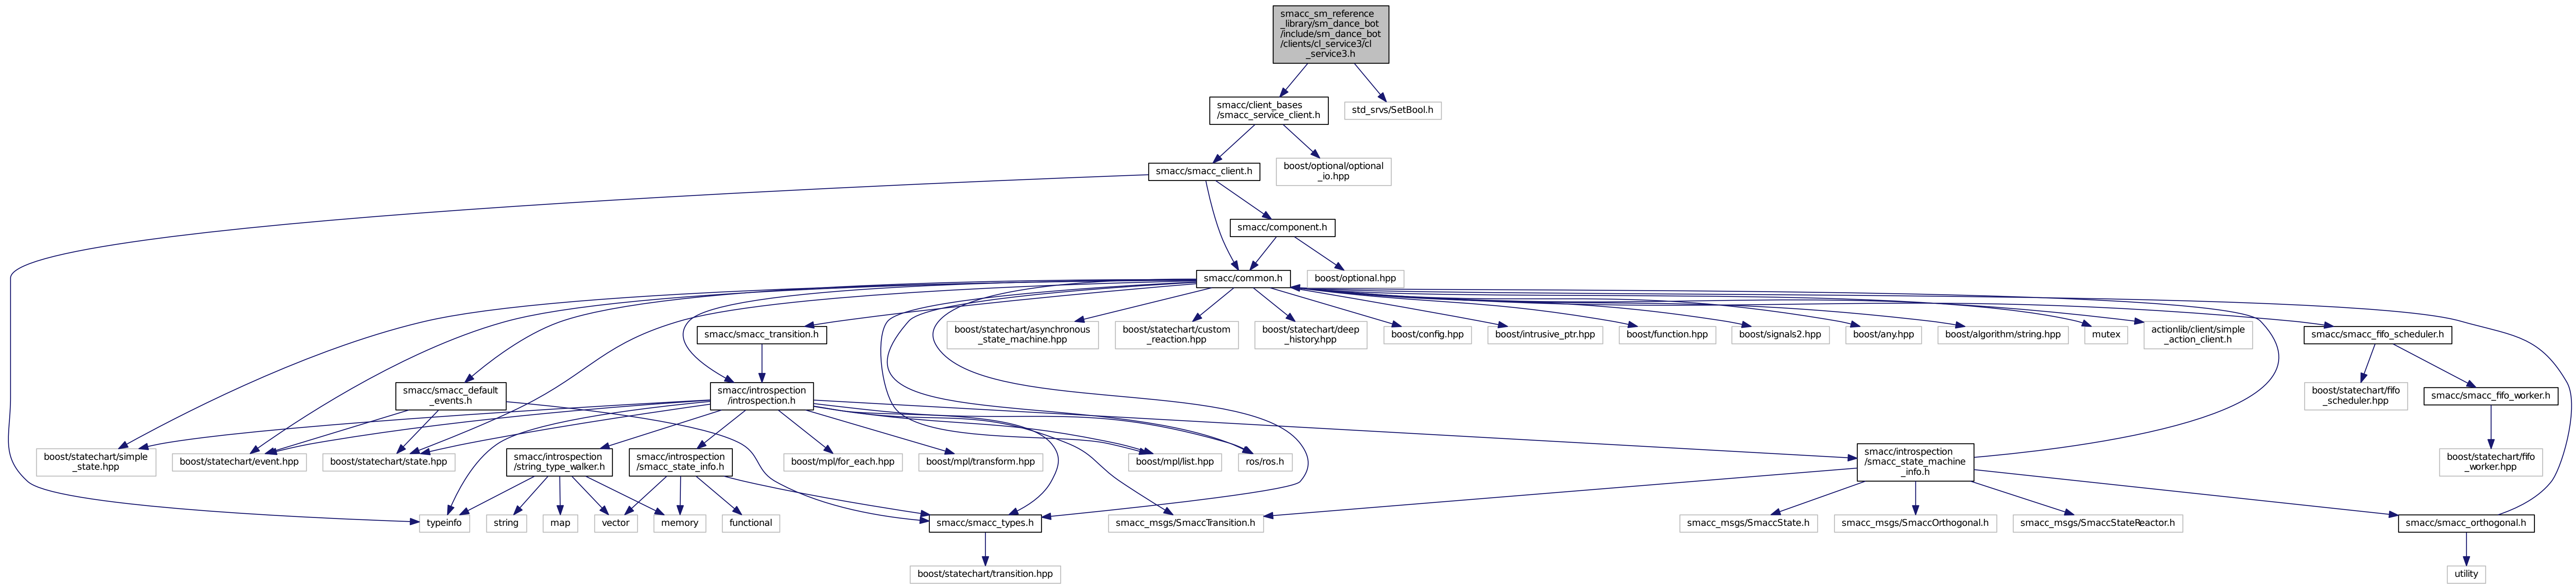 smacc_sm_reference
_library/sm_dance_bot
/include/sm_dance_bot
/clients/cl_service3/cl
_service3.h
smacc/client_bases
/smacc_service_client.h
std_srvs/SetBool.h
smacc/smacc_client.h
boost/optional/optional
_io.hpp
smacc/component.h
smacc/common.h
boost/optional.hpp
smacc/smacc_transition.h
boost/statechart/asynchronous
_state_machine.hpp
boost/statechart/custom
_reaction.hpp
boost/statechart/deep
_history.hpp
boost/config.hpp
boost/intrusive_ptr.hpp
boost/function.hpp
boost/signals2.hpp
boost/any.hpp
boost/algorithm/string.hpp
mutex
actionlib/client/simple
_action_client.h
smacc/smacc_fifo_scheduler.h
smacc/smacc_default
_events.h
smacc/introspection
/introspection.h
boost/statechart/fifo
_scheduler.hpp
smacc/smacc_fifo_worker.h
boost/statechart/simple
_state.hpp
boost/statechart/event.hpp
boost/statechart/state.hpp
smacc/introspection
/string_type_walker.h
smacc/introspection
/smacc_state_info.h
boost/mpl/for_each.hpp
boost/mpl/transform.hpp
boost/mpl/list.hpp
ros/ros.h
smacc/introspection
/smacc_state_machine
_info.h
boost/statechart/fifo
_worker.hpp
typeinfo
string
map
vector
memory
functional
smacc/smacc_types.h
smacc_msgs/SmaccTransition.h
smacc_msgs/SmaccState.h
smacc_msgs/SmaccOrthogonal.h
smacc_msgs/SmaccStateReactor.h
smacc/smacc_orthogonal.h
boost/statechart/transition.hpp
utility